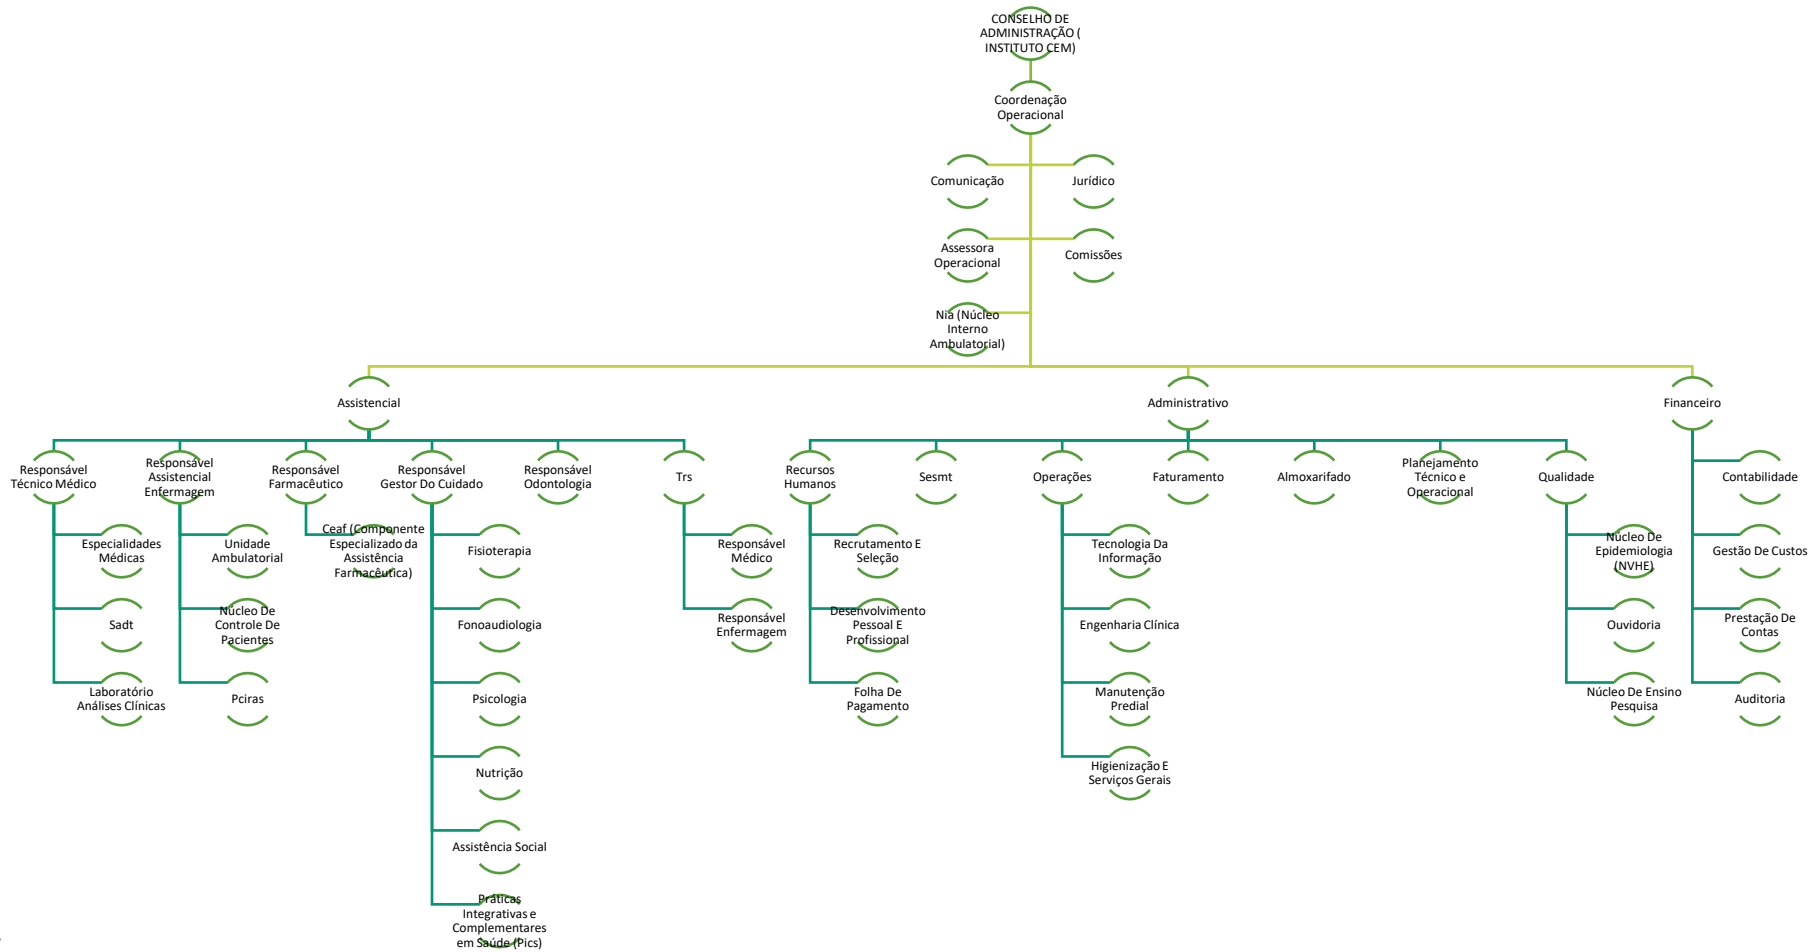 CONSELHO DE
ADMINISTRAÇÃO (
INSTITUTO CEM)
Coordenação
Operacional
Comunicação
Jurídico
Assessora
Operacional
Comissões
Nia (Núcleo
Interno
Ambulatorial)
Assistencial
Administrativo
Financeiro
Responsável
Técnico Médico
Responsável
Assistencial
Enfermagem
Responsável
Farmacêutico
Responsável
Gestor Do Cuidado
Responsável
Odontologia
Trs
Recursos
Humanos
Sesmt
Operações
Faturamento
Almoxarifado
Planejamento
Técnico e
Operacional
Qualidade
Contabilidade
Especialidades
Médicas
Unidade
Ambulatorial
Ceaf (Componente
Especializado da
Assistência
Farmacêutica)
Fisioterapia
Responsável
Médico
Recrutamento E
Seleção
Tecnologia Da
Informação
Núcleo De
Epidemiologia
(NVHE)
Gestão De Custos
Sadt
Núcleo De
Controle De
Pacientes
Fonoaudiologia
Responsável
Enfermagem
Desenvolvimento
Pessoal E
Profissional
Engenharia Clínica
Ouvidoria
Prestação De
Contas
Laboratório
Análises Clínicas
Pciras
Psicologia
Folha De
Pagamento
Manutenção
Predial
Núcleo De Ensino
Pesquisa
Auditoria
Nutrição
Higienização E
Serviços Gerais
Assistência Social
Práticas
Integrativas e
Complementares
em Saúde (Pics)